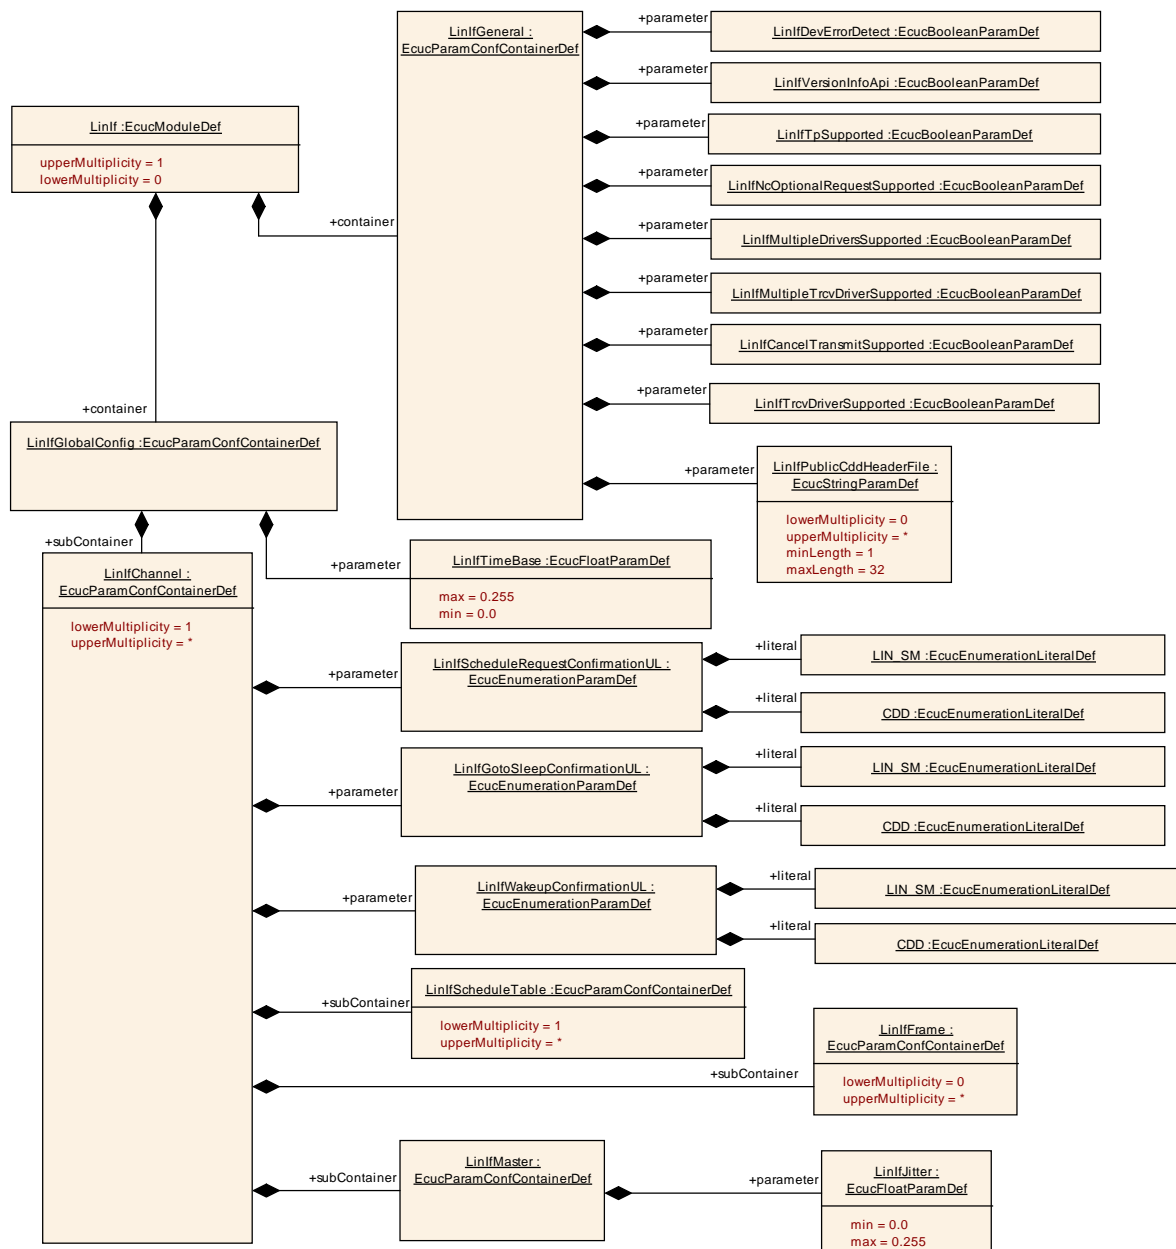 LinIfGeneral :
EcucParamConfContainerDef
+parameter
LinIfDevErrorDetect :EcucBooleanParamDef
+parameter
LinIfVersionInfoApi :EcucBooleanParamDef
LinIf :EcucModuleDef
upperMultiplicity = 1
lowerMultiplicity = 0
+parameter
LinIfTpSupported :EcucBooleanParamDef
+parameter
LinIfNcOptionalRequestSupported :EcucBooleanParamDef
+container
+parameter
LinIfMultipleDriversSupported :EcucBooleanParamDef
+parameter
LinIfMultipleTrcvDriverSupported :EcucBooleanParamDef
+parameter
LinIfCancelTransmitSupported :EcucBooleanParamDef
+parameter
LinIfTrcvDriverSupported :EcucBooleanParamDef
+container
LinIfGlobalConfig :EcucParamConfContainerDef
+parameter
LinIfPublicCddHeaderFile :
EcucStringParamDef
lowerMultiplicity = 0
upperMultiplicity = *
minLength = 1
maxLength = 32
+subContainer
LinIfChannel :
EcucParamConfContainerDef
lowerMultiplicity = 1
upperMultiplicity = *
+parameter
LinIfTimeBase :EcucFloatParamDef
max = 0.255
min = 0.0
+parameter
LinIfScheduleRequestConfirmationUL :
EcucEnumerationParamDef
+literal
LIN_SM :EcucEnumerationLiteralDef
+literal
CDD :EcucEnumerationLiteralDef
+parameter
LinIfGotoSleepConfirmationUL :
EcucEnumerationParamDef
+literal
LIN_SM :EcucEnumerationLiteralDef
+literal
CDD :EcucEnumerationLiteralDef
+parameter
LinIfWakeupConfirmationUL :
EcucEnumerationParamDef
+literal
LIN_SM :EcucEnumerationLiteralDef
+literal
CDD :EcucEnumerationLiteralDef
+subContainer
LinIfScheduleTable :EcucParamConfContainerDef
lowerMultiplicity = 1
upperMultiplicity = *
+subContainer
LinIfFrame :
EcucParamConfContainerDef
lowerMultiplicity = 0
upperMultiplicity = *
+subContainer
LinIfMaster :
EcucParamConfContainerDef
+parameter
LinIfJitter :
EcucFloatParamDef
min = 0.0
max = 0.255